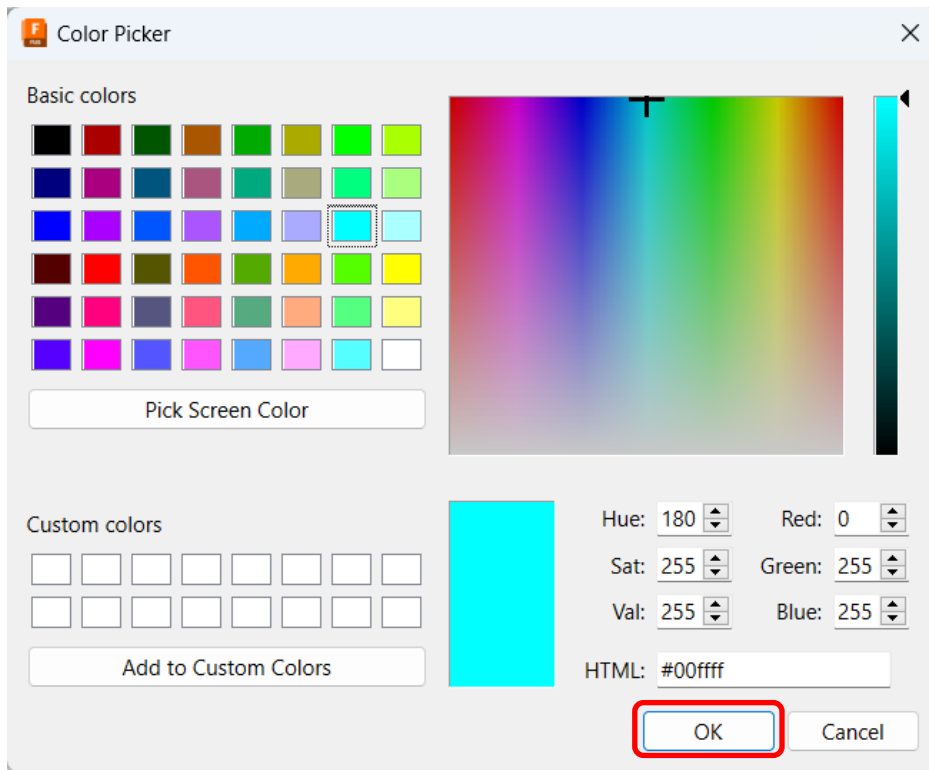 Color Picker
Basic colors
Pick Screen Color
Custom colors
Add to Custom Colors
Hue: 180 Red: 0
Sat: 255 Green: 255
Val: 255 Blue: 255
HTML: #00ffff
OK Cancel